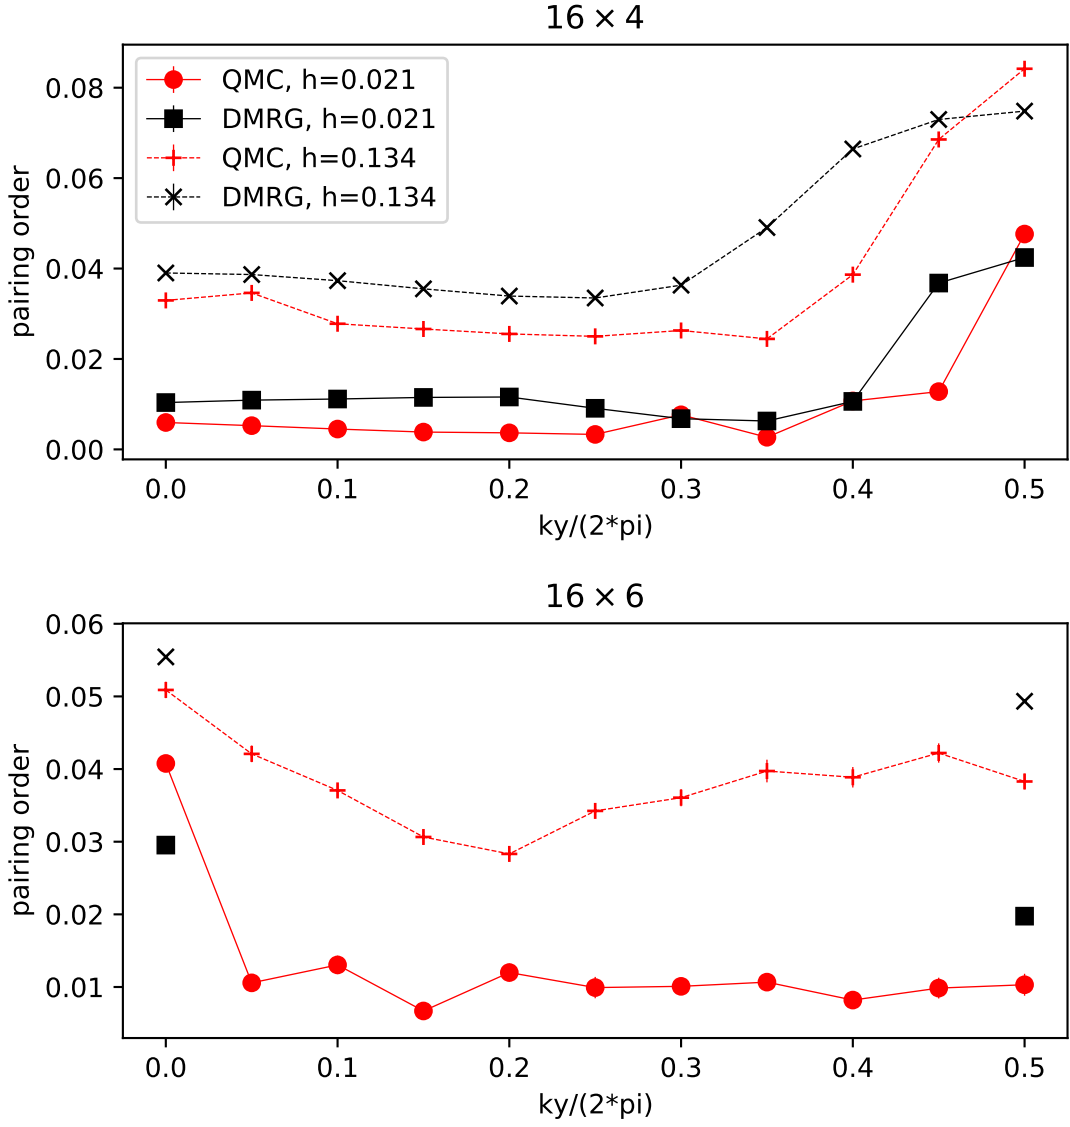 16 × 4
0.08
0.06
0.04
0.02
0.00
pairing order
QMC, h=0.021
DMRG, h=0.021
QMC, h=0.134
DMRG, h=0.134
0.0 0.1 0.2 0.3 0.4 0.5
ky/(2*pi)
16 × 6
0.06
0.05
0.04
0.03
0.02
0.01
pairing order
0.0 0.1 0.2 0.3 0.4 0.5
ky/(2*pi)